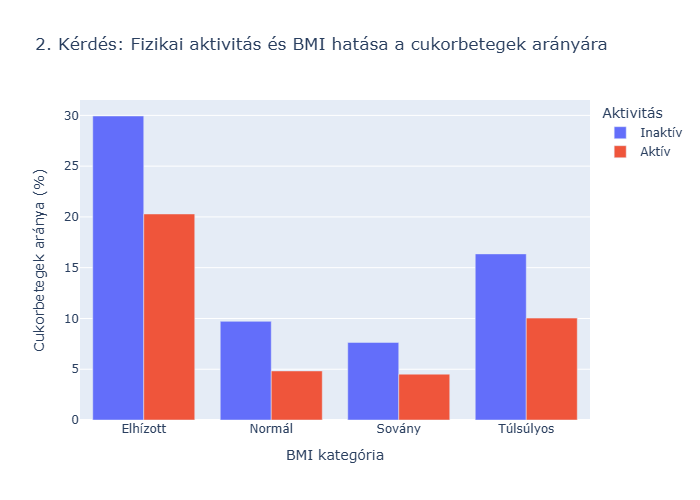 2. Kérdés: Fizikai aktivitás és BMI hatása a cukorbetegek arányára
Aktivitás
Inaktív
Aktív
Cukorbetegek aránya (%)
30
25
20
15
10
5
0
Elhízott
Normál
Sovány
Túlsúlyos
BMI kategória